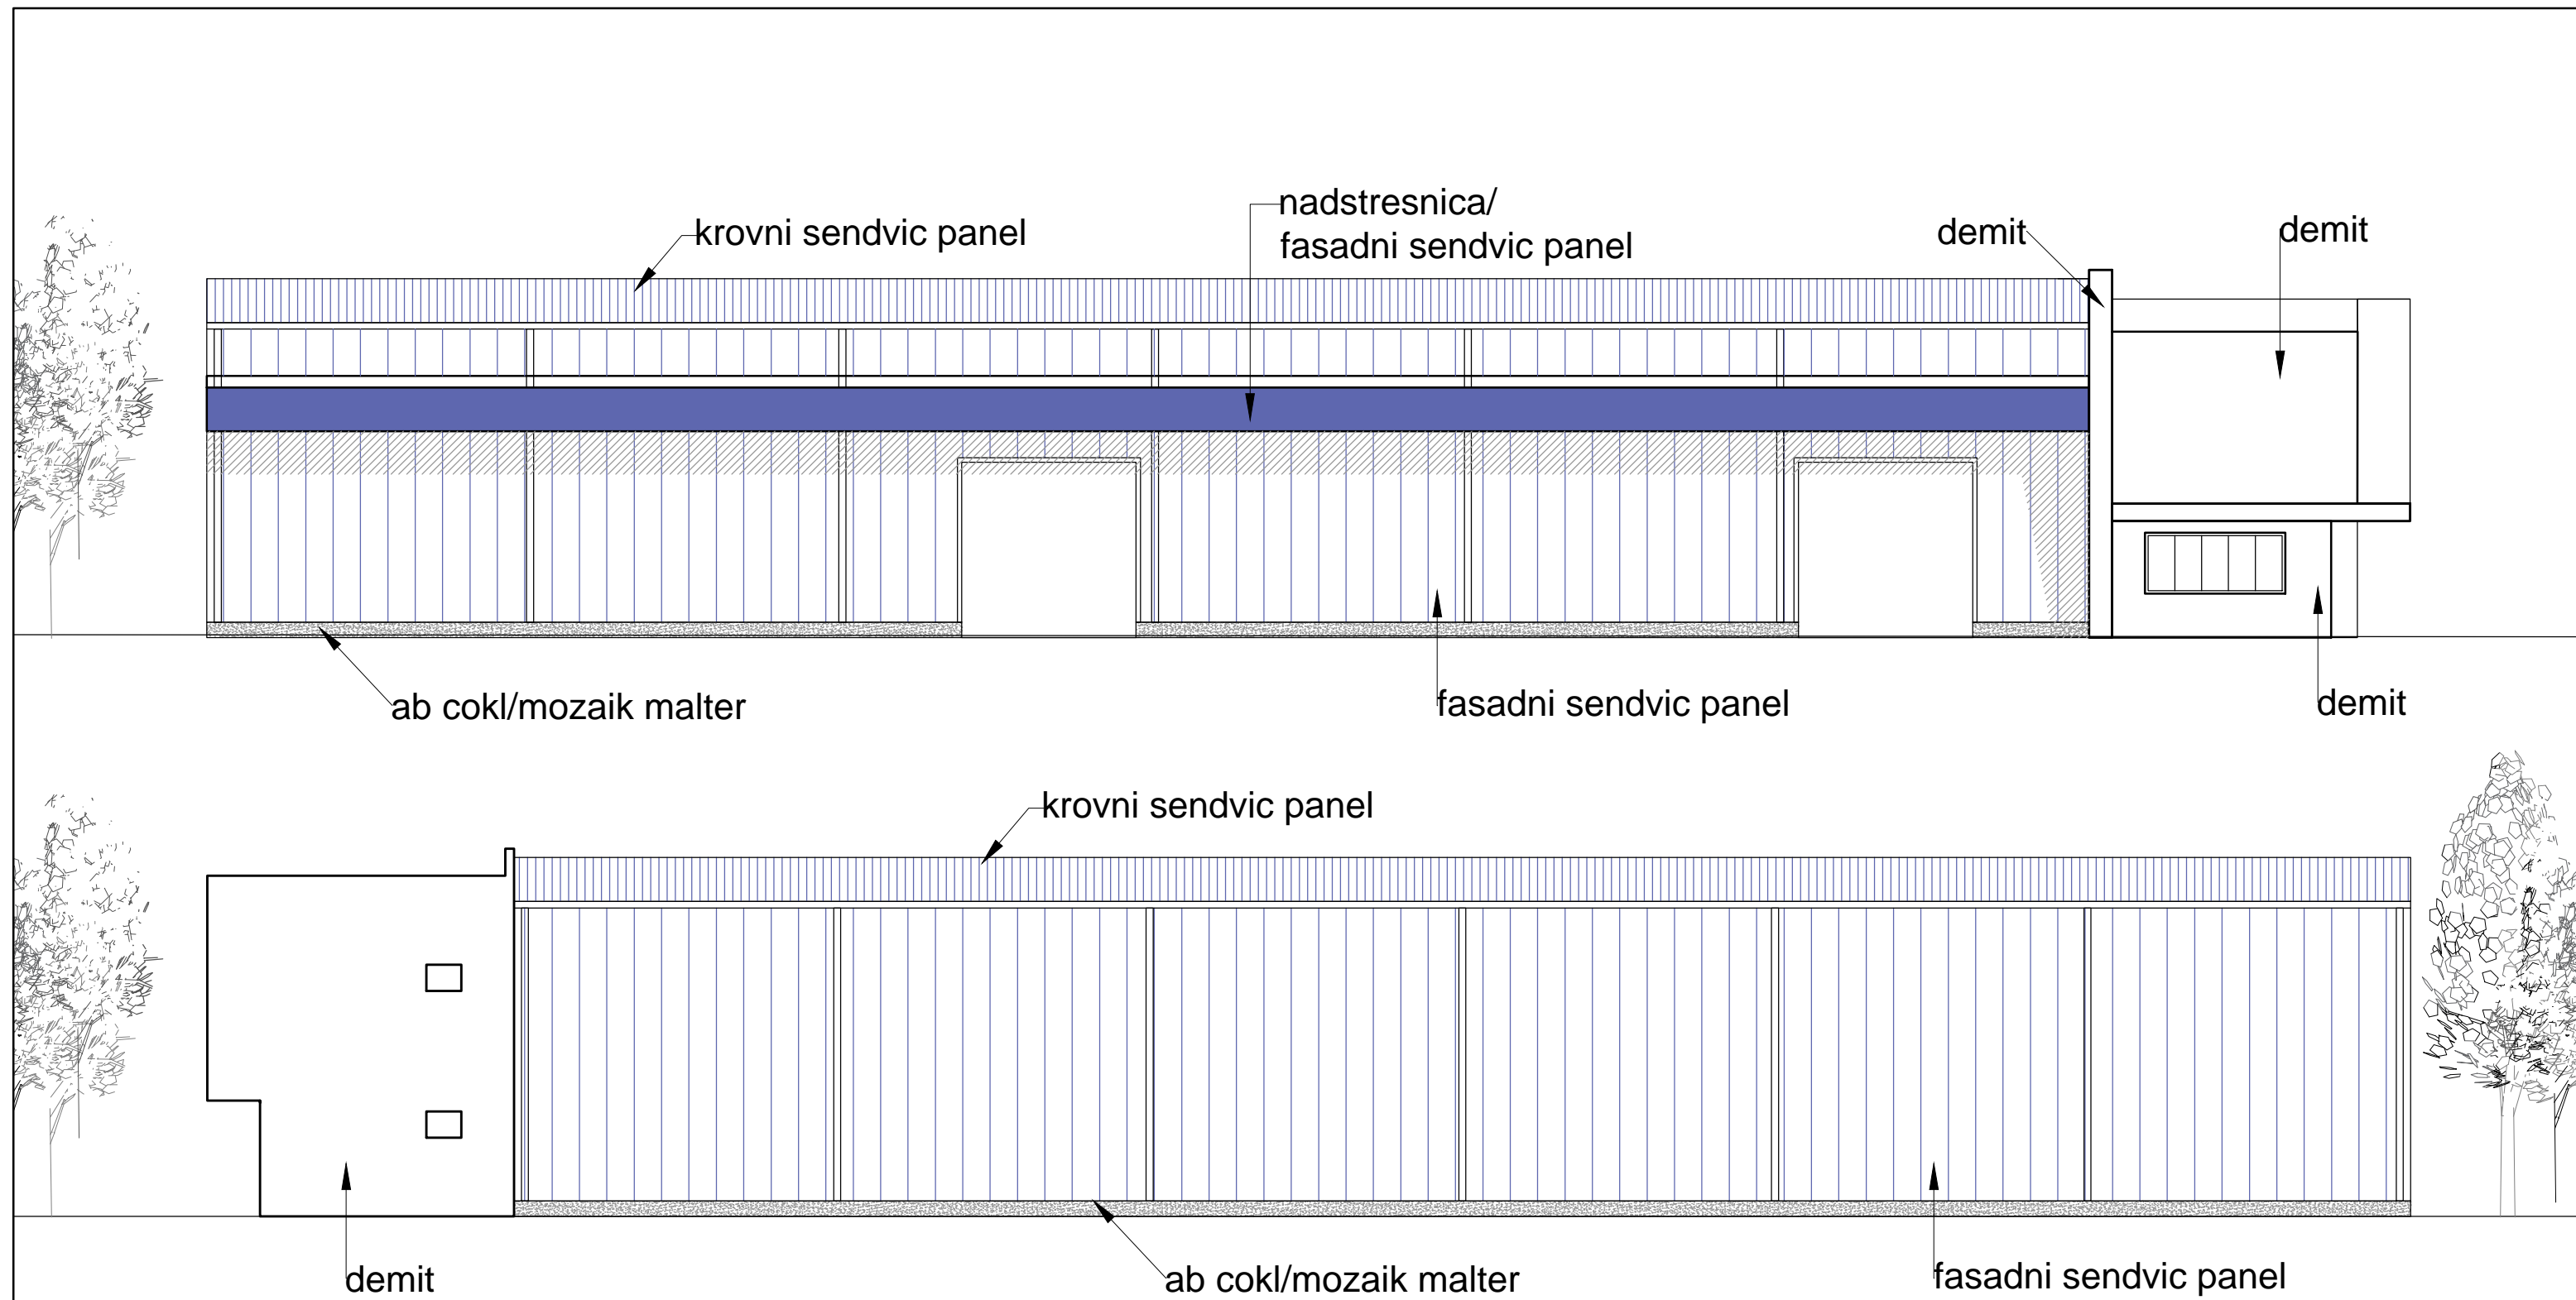 nadstresnica/
fasadni sendvic panel
krovni sendvic panel
demit
demit
ab cokl/mozaik malter
fasadni sendvic panel
demit
krovni sendvic panel
demit
ab cokl/mozaik malter
fasadni sendvic panel